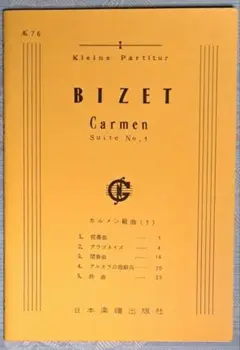 № 76
Kleine Partitur
BIZET
Carmen
Suite No, 1
カルメン組曲(1)
1. 前奏曲 1
2. アラゴネイズ 4
3. 間奏曲 16
4. アルカラの竜騎兵 20
5. 終曲 25
日本楽譜出版社